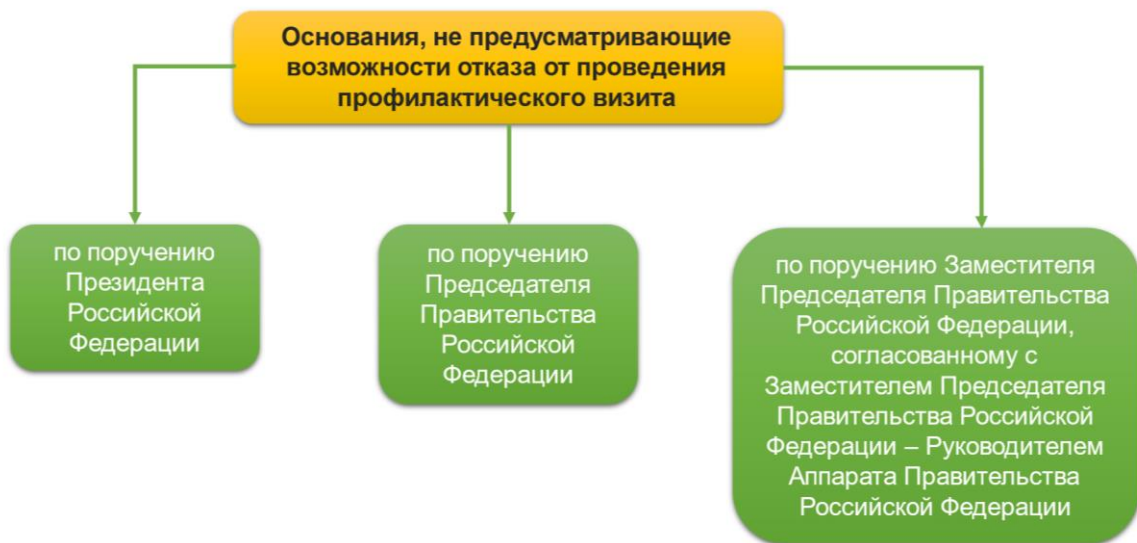 Основания, не предусматривающие
возможности отказа от проведения
профилактического визита
по поручению
Президента
Российской
Федерации
по поручению
Председателя
Правительства
Российской
Федерации
по поручению Заместителя
Председателя Правительства
Российской Федерации,
согласованному с
Заместителем Председателя
Правительства Российской
Федерации – Руководителем
Аппарата Правительства
Российской Федерации